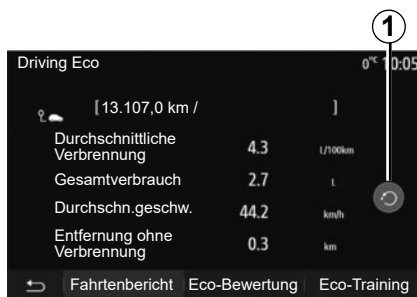 1
Driving Eco 0°C 10:05
[ 13.107,0 km / ]
Durchschnittliche
Verbrennung 4.3 L/100km
Gesamtverbrauch 2.7 L
Durchschn.geschw. 44.2 km/h
Entfernung ohne
Verbrennung 0.3 km
Fahrtenbericht Eco-Bewertung Eco-Training